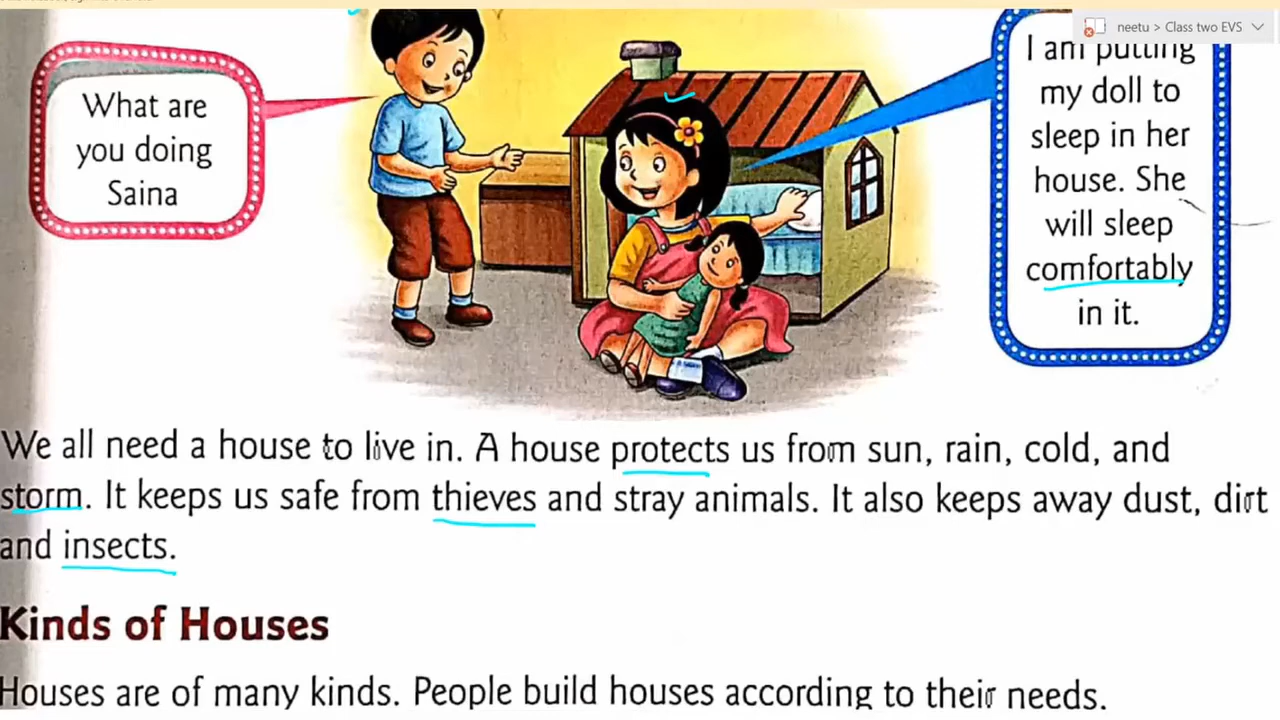 neetu > Class two EVS
What are
you doing
Saina
I am putting
my doll to
sleep in her
house. She
will sleep
comfortably
in it.
We all need a house to live in. A house protects us from sun, rain, cold, and
storm. It keeps us safe from thieves and stray animals. It also keeps away dust, dirt
and insects.
Kinds of Houses
Houses are of many kinds. People build houses according to their needs.